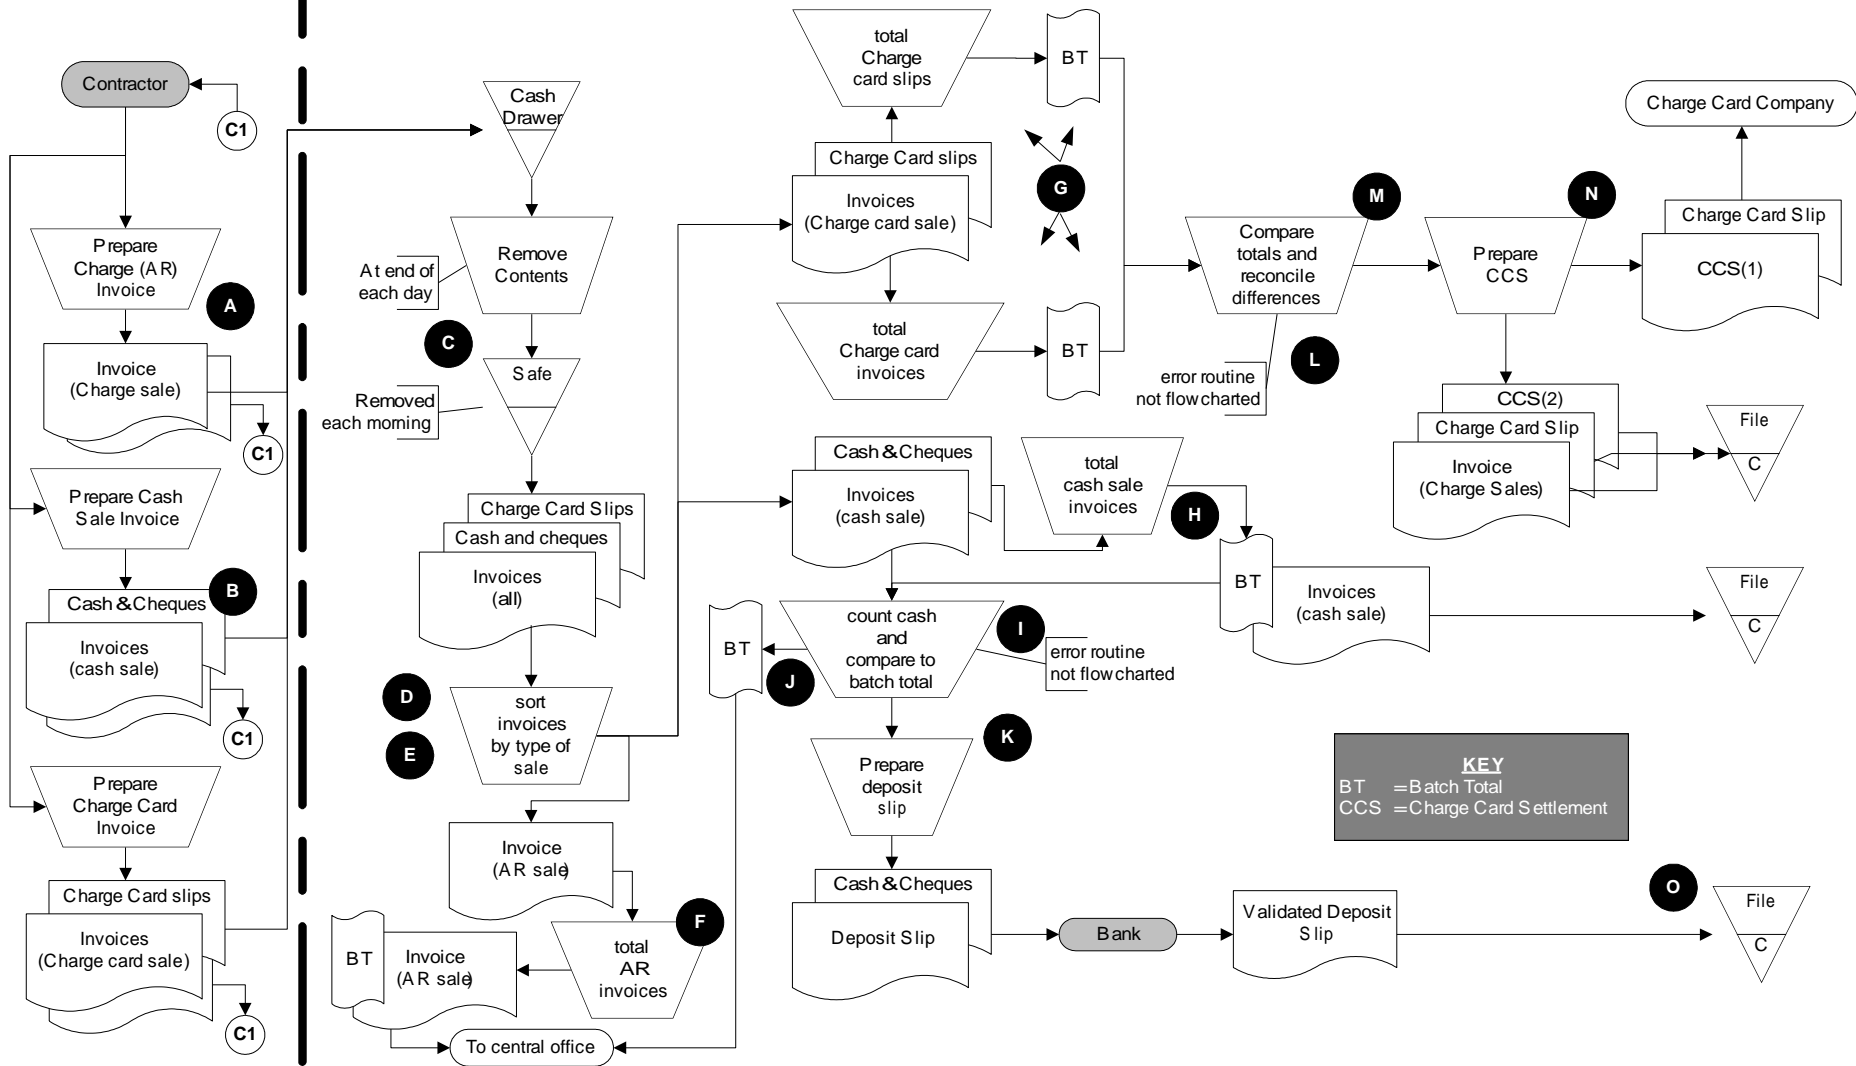 Contractor
C1
Prepare
Charge (AR)
Invoice
A
Invoice
(Charge sale)
C1
Prepare Cash
Sale Invoice
B
Cash & Cheques
Invoices
(cash sale)
C1
Prepare
Charge Card
Invoice
Charge Card slips
Invoices
(Charge card sale)
C1
Cash
Drawer
Remove
Contents
At end of
each day
C
Safe
Removed
each morning
Charge Card Slips
Cash and cheques
Invoices
(all)
D
E
sort
invoices
by type of
sale
Invoice
(AR sale)
F
total
AR
invoices
BT
Invoice
(AR sale)
To central office
total
Charge
card slips
BT
Charge Card slips
Invoices
(Charge card sale)
G
total
Charge card
invoices
BT
Cash & Cheques
Invoices
(cash sale)
total
cash sale
invoices
H
BT
Invoices
(cash sale)
File
C
count cash
and
compare to
batch total
I
error routine
not flowcharted
BT
J
K
Prepare
deposit
slip
Cash & Cheques
Deposit Slip
Bank
Validated Deposit
Slip
O
File
C
Compare
totals and
reconcile
differences
M
L
error routine
not flowcharted
Prepare
CCS
N
Charge Card Company
Charge Card Slip
CCS(1)
CCS(2)
Charge Card Slip
Invoice
(Charge Sales)
File
C
KEY
BT =Batch Total
CCS =Charge Card Settlement